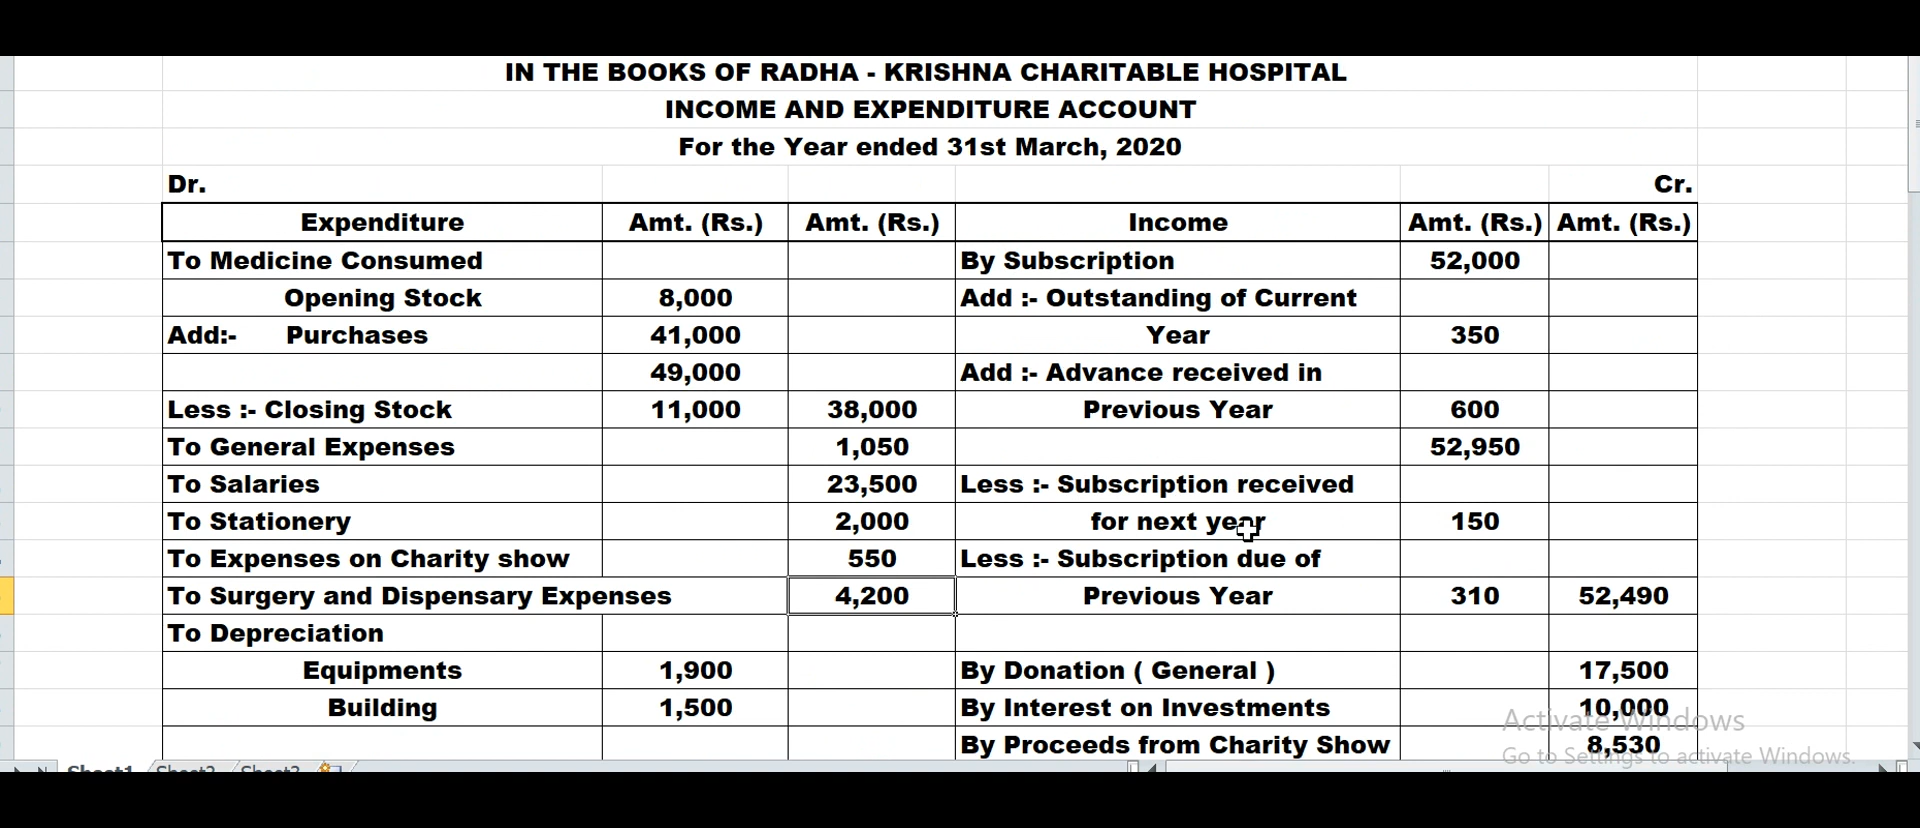 IN THE BOOKS OF RADHA - KRISHNA CHARITABLE HOSPITAL
INCOME AND EXPENDITURE ACCOUNT
For the Year ended 31st March, 2020
Dr. Cr.
Expenditure Amt. (Rs.) Amt. (Rs.) Income Amt. (Rs.) Amt. (Rs.)
To Medicine Consumed By Subscription 52,000
Opening Stock 8,000 Add :- Outstanding of Current
Add:- Purchases 41,000 Year 350
49,000 Add :- Advance received in
Less :- Closing Stock 11,000 38,000 Previous Year 600
To General Expenses 1,050 52,950
To Salaries 23,500 Less :- Subscription received
To Stationery 2,000 for next year 150
To Expenses on Charity show 550 Less :- Subscription due of
To Surgery and Dispensary Expenses 4,200 Previous Year 310 52,490
To Depreciation
Equipments 1,900 By Donation ( General ) 17,500
Building 1,500 By Interest on Investments 10,000
By Proceeds from Charity Show 8,530
Activate Windows
Go to Settings to activate Windows.
Sheet1 Sheet2 Sheet3